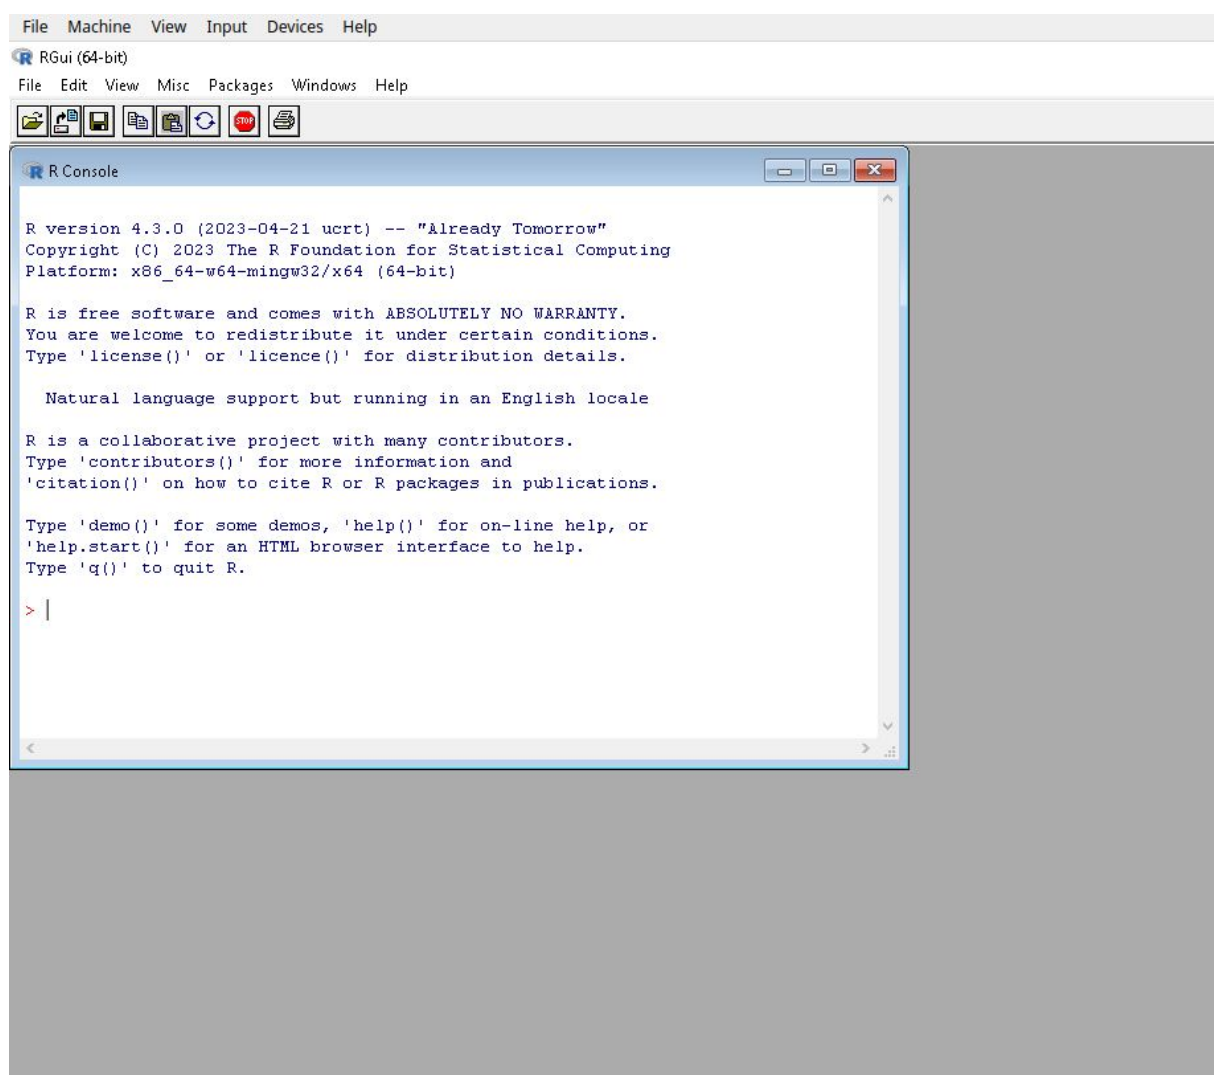 File Machine View Input Devices Help
RGui (64-bit)
File Edit View Misc Packages Windows Help
STOP
R Console
R version 4.3.0 (2023-04-21 ucrt) -- "Already Tomorrow"
Copyright (C) 2023 The R Foundation for Statistical Computing
Platform: x86_64-w64-mingw32/x64 (64-bit)
R is free software and comes with ABSOLUTELY NO WARRANTY.
You are welcome to redistribute it under certain conditions.
Type 'license()' or 'licence()' for distribution details.
Natural language support but running in an English locale
R is a collaborative project with many contributors.
Type 'contributors()' for more information and
'citation()' on how to cite R or R packages in publications.
Type 'demo()' for some demos, 'help()' for on-line help, or
'help.start()' for an HTML browser interface to help.
Type 'q()' to quit R.
>